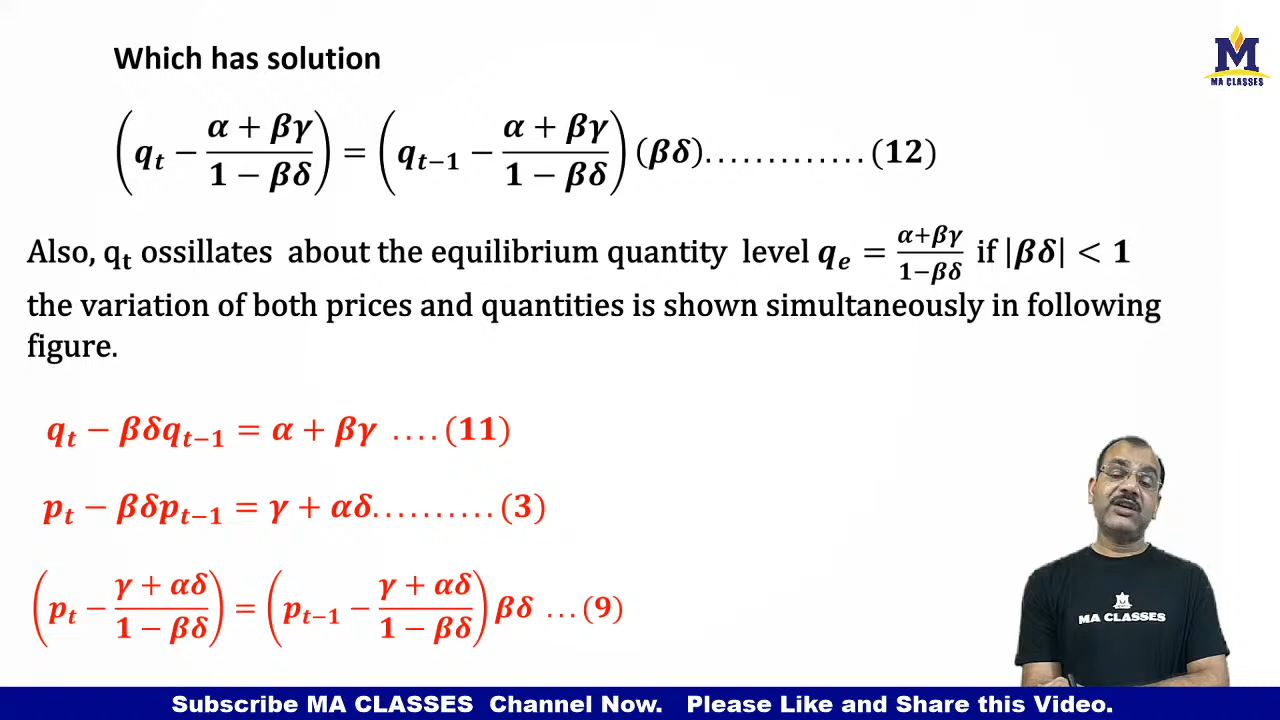 Which has solution
MA CLASSES
(q_t − (α + βγ)/(1 − βδ)) = (q_{t−1} − (α + βγ)/(1 − βδ)) (βδ).............(12)
Also, q_t ossillates about the equilibrium quantity level q_e = (α+βγ)/(1−βδ) if |βδ| < 1
the variation of both prices and quantities is shown simultaneously in following
figure.
q_t − βδq_{t−1} = α + βγ ....(11)
p_t − βδp_{t−1} = γ + αδ..........(3)
(p_t − (γ + αδ)/(1 − βδ)) = (p_{t−1} − (γ + αδ)/(1 − βδ)) βδ ...(9)
MA CLASSES
Subscribe MA CLASSES Channel Now. Please Like and Share this Video.